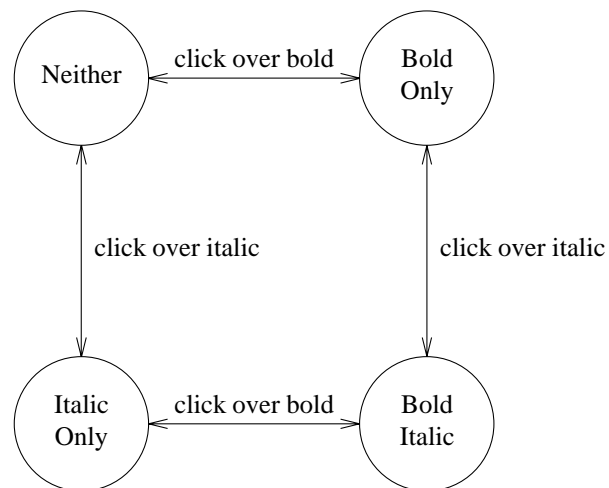 Neither
click over bold
Bold
Only
click over italic
click over italic
Italic
Only
click over bold
Bold
Italic